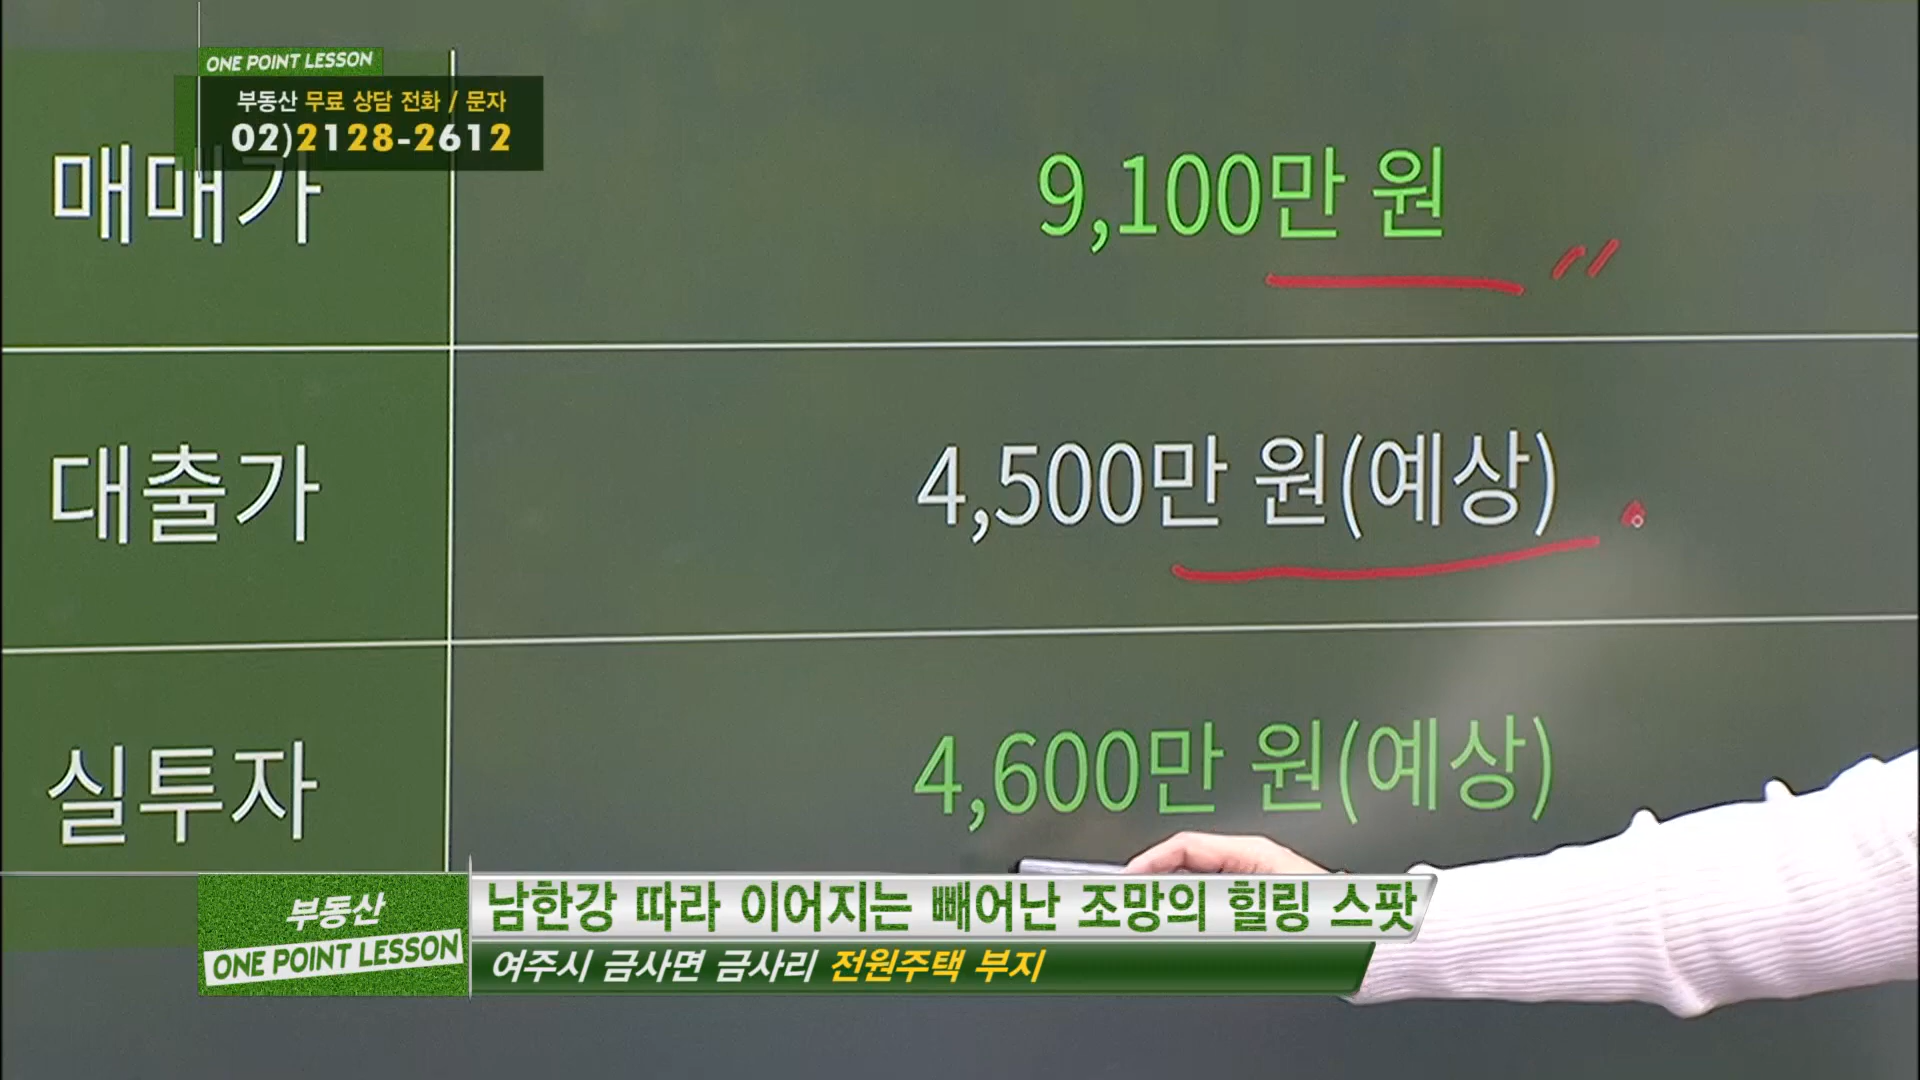 ONE POINT LESSON
부동산 무료 상담 전화 / 문자
02)2128-2612
매매가 9,100만 원
대출가 4,500만 원(예상)
실투자 4,600만 원(예상)
부동산
ONE POINT LESSON
남한강 따라 이어지는 빼어난 조망의 힐링 스팟
여주시 금사면 금사리 전원주택 부지